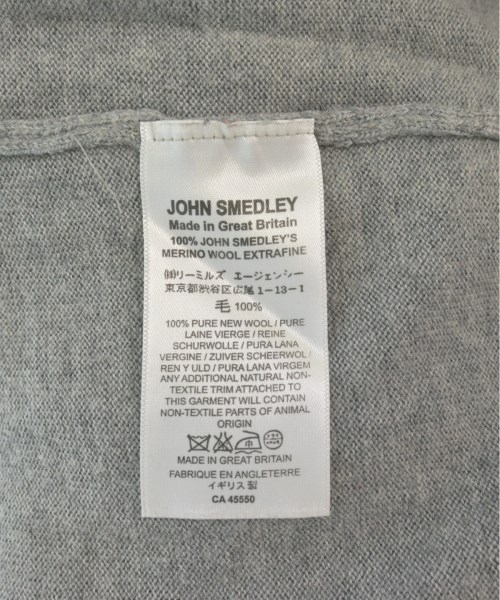 JOHN SMEDLEY
Made in Great Britain
100% JOHN SMEDLEY'S
MERINO WOOL EXTRAFINE
㈱リーミルズ エージェンシー
東京都渋谷区広尾1-13-1
毛 100%
100% PURE NEW WOOL / PURE
LAINE VIERGE / REINE
SCHURWOLLE / PURA LANA
VERGINE / ZUIVER SCHEERWOL /
REN Y ULD / PURA LANA VIRGEM
ANY ADDITIONAL NATURAL NON-
TEXTILE TRIM ATTACHED TO
THIS GARMENT WILL CONTAIN
NON-TEXTILE PARTS OF ANIMAL
ORIGIN
MADE IN GREAT BRITAIN
FABRIQUE EN ANGLETERRE
イギリス製
CA 45550